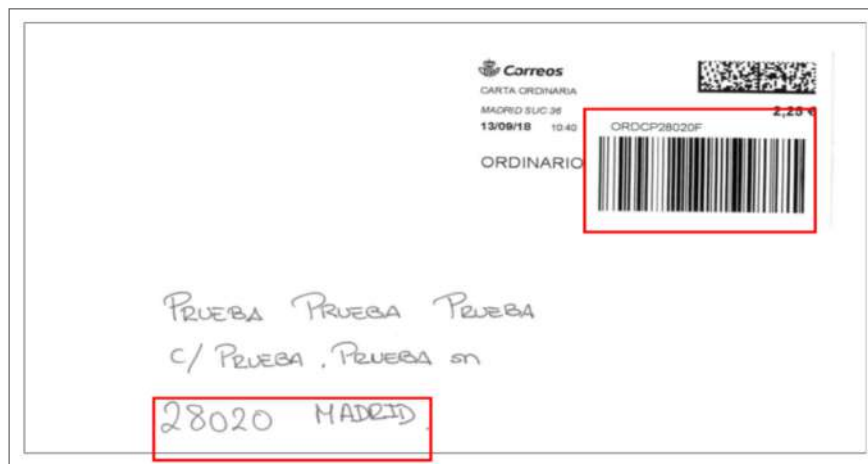 Correos
CARTA ORDINARIA
MADRID SUC 36
2,25 €
13/09/18 10:40
ORDCP28020F
ORDINARIO
PRUEBA PRUEBA PRUEBA
C/ PRUEBA, PRUEBA sn
28020 MADRID.